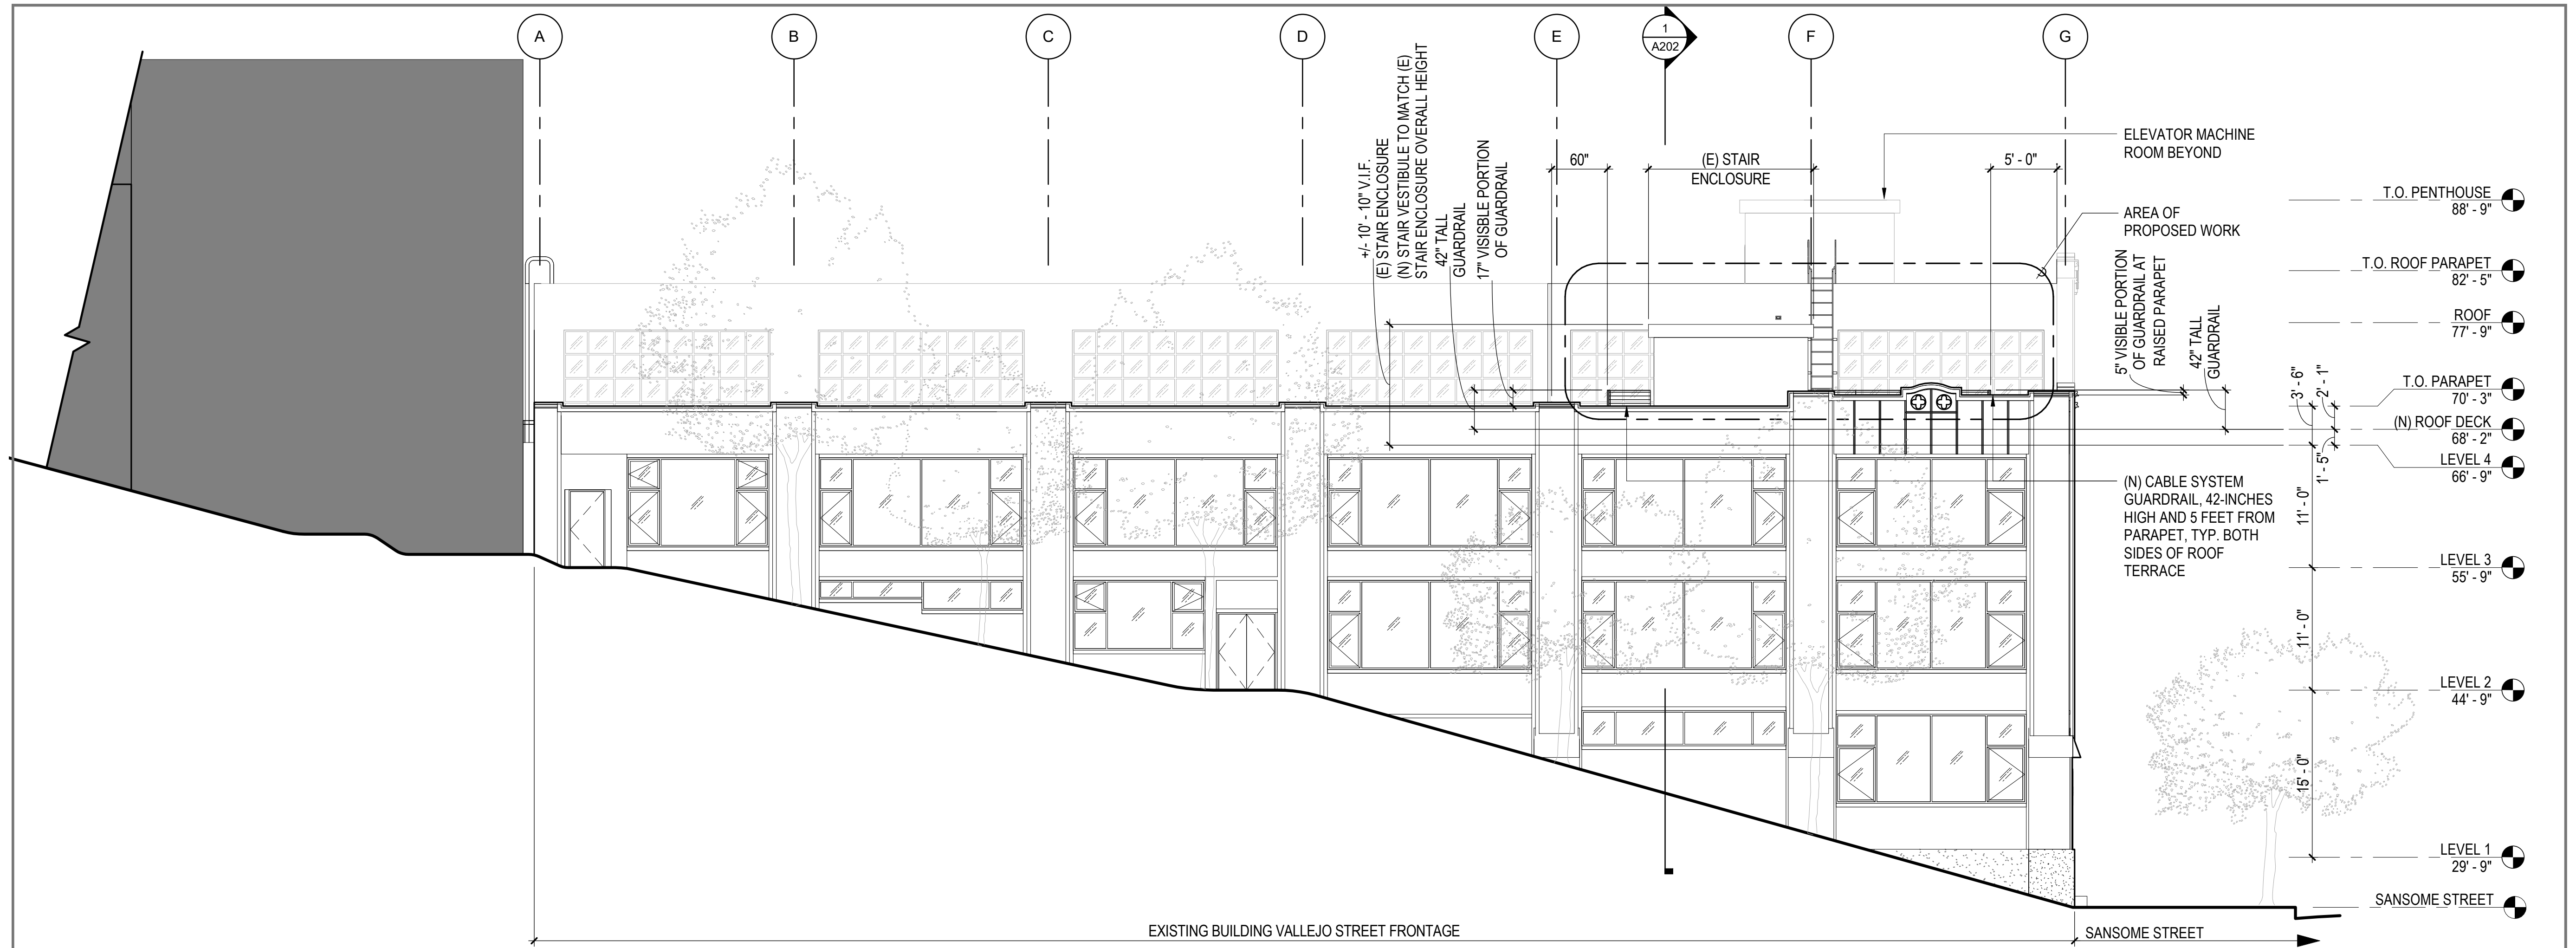 A
B
C
D
E
1
A202
F
G
+/- 10' - 10" V.I.F.
(E) STAIR ENCLOSURE
(N) STAIR VESTIBULE TO MATCH (E)
STAIR ENCLOSURE OVERALL HEIGHT
42" TALL
GUARDRAIL
17" VISISBLE PORTION
OF GUARDRAIL
60"
(E) STAIR
ENCLOSURE
5' - 0"
ELEVATOR MACHINE
ROOM BEYOND
AREA OF
PROPOSED WORK
5" VISIBLE PORTION
OF GUARDRAIL AT
RAISED PARAPET
42" TALL
GUARDRAIL
3' - 6"
2' - 1"
1' - 5"
11' - 0"
11' - 0"
15' - 0"
T.O. PENTHOUSE
88' - 9"
T.O. ROOF PARAPET
82' - 5"
ROOF
77' - 9"
T.O. PARAPET
70' - 3"
(N) ROOF DECK
68' - 2"
LEVEL 4
66' - 9"
(N) CABLE SYSTEM
GUARDRAIL, 42-INCHES
HIGH AND 5 FEET FROM
PARAPET, TYP. BOTH
SIDES OF ROOF
TERRACE
LEVEL 3
55' - 9"
LEVEL 2
44' - 9"
LEVEL 1
29' - 9"
SANSOME STREET
EXISTING BUILDING VALLEJO STREET FRONTAGE
SANSOME STREET